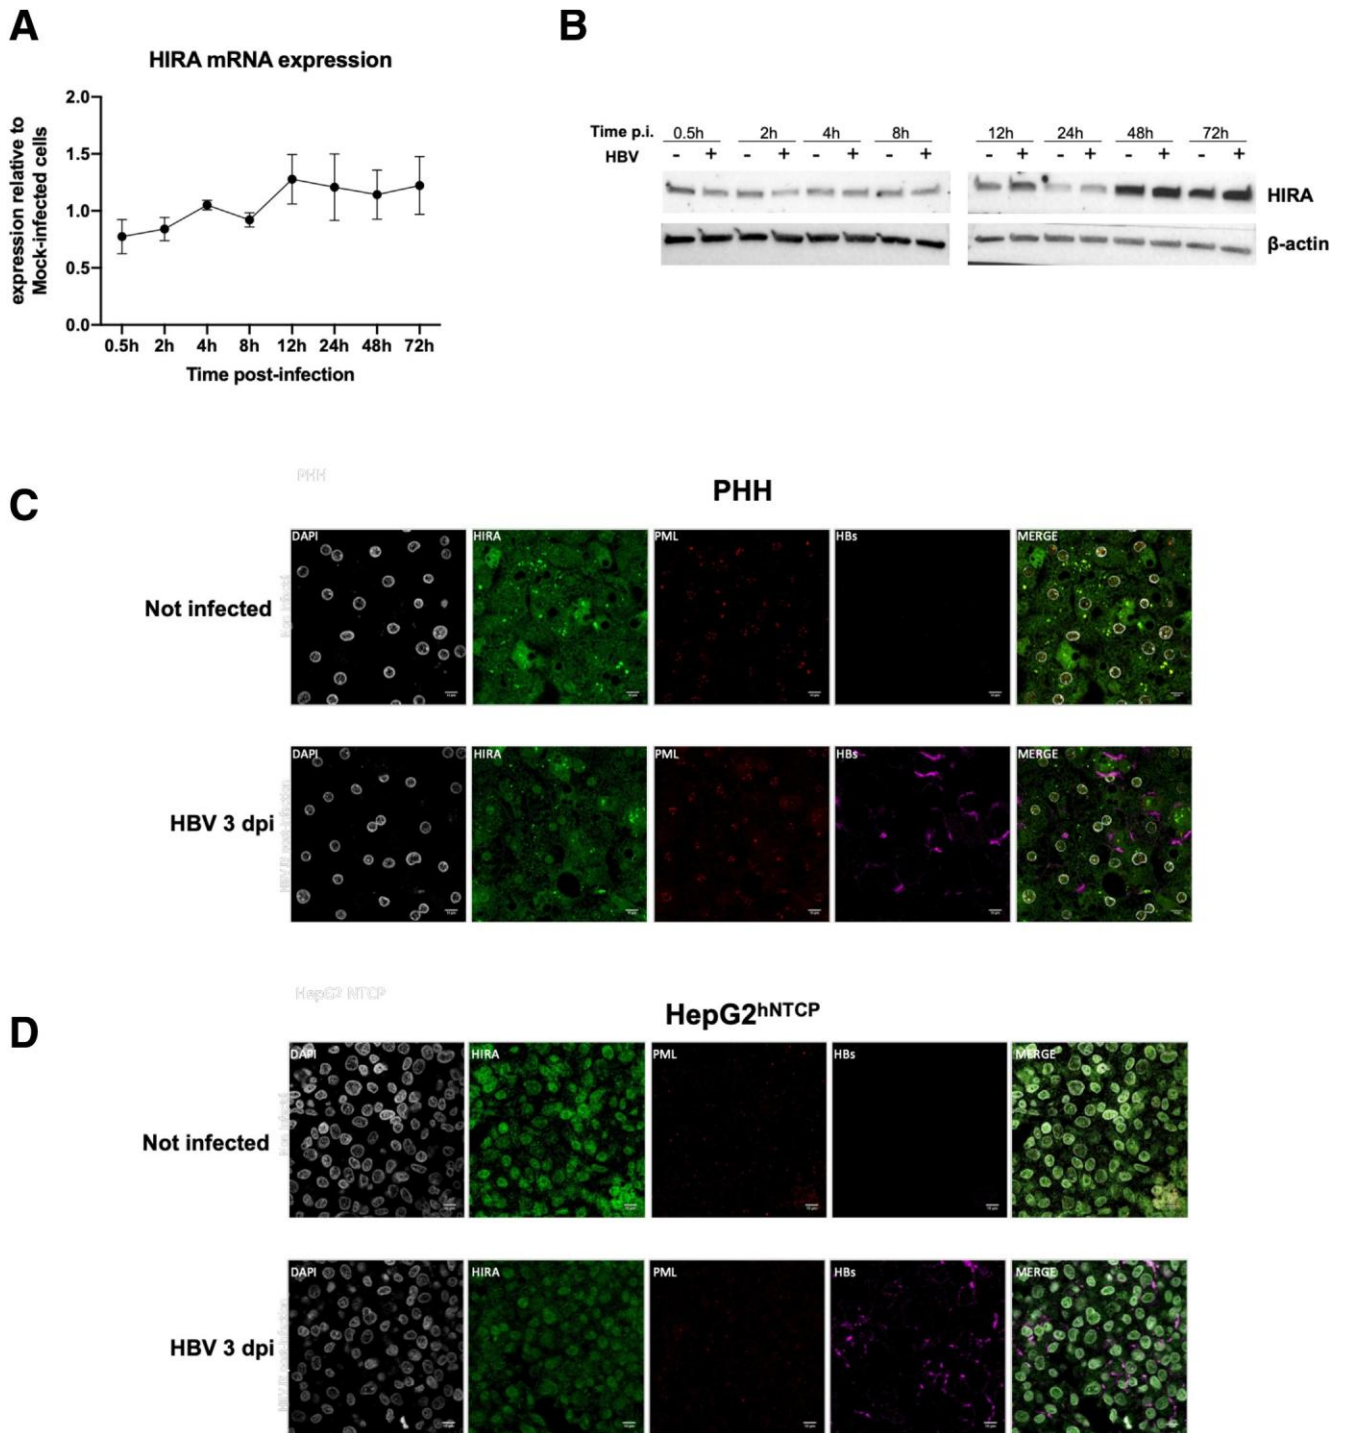 A
HIRA mRNA expression
expression relative to
Mock-infected cells
2.0
1.5
1.0
0.5
0.0
0.5h 2h 4h 8h 12h 24h 48h 72h
Time post-infection
B
Time p.i. 0.5h 2h 4h 8h 12h 24h 48h 72h
HBV - + - + - + - + - + - + - + - +
HIRA
β-actin
C
PHH
PHH
Not infected
DAPI HIRA PML HBs MERGE
HBV 3 dpi
DAPI HIRA PML HBs MERGE
D
HepG2 NTCP
HepG2hNTCP
Not infected
DAPI HIRA PML HBs MERGE
HBV 3 dpi
DAPI HIRA PML HBs MERGE